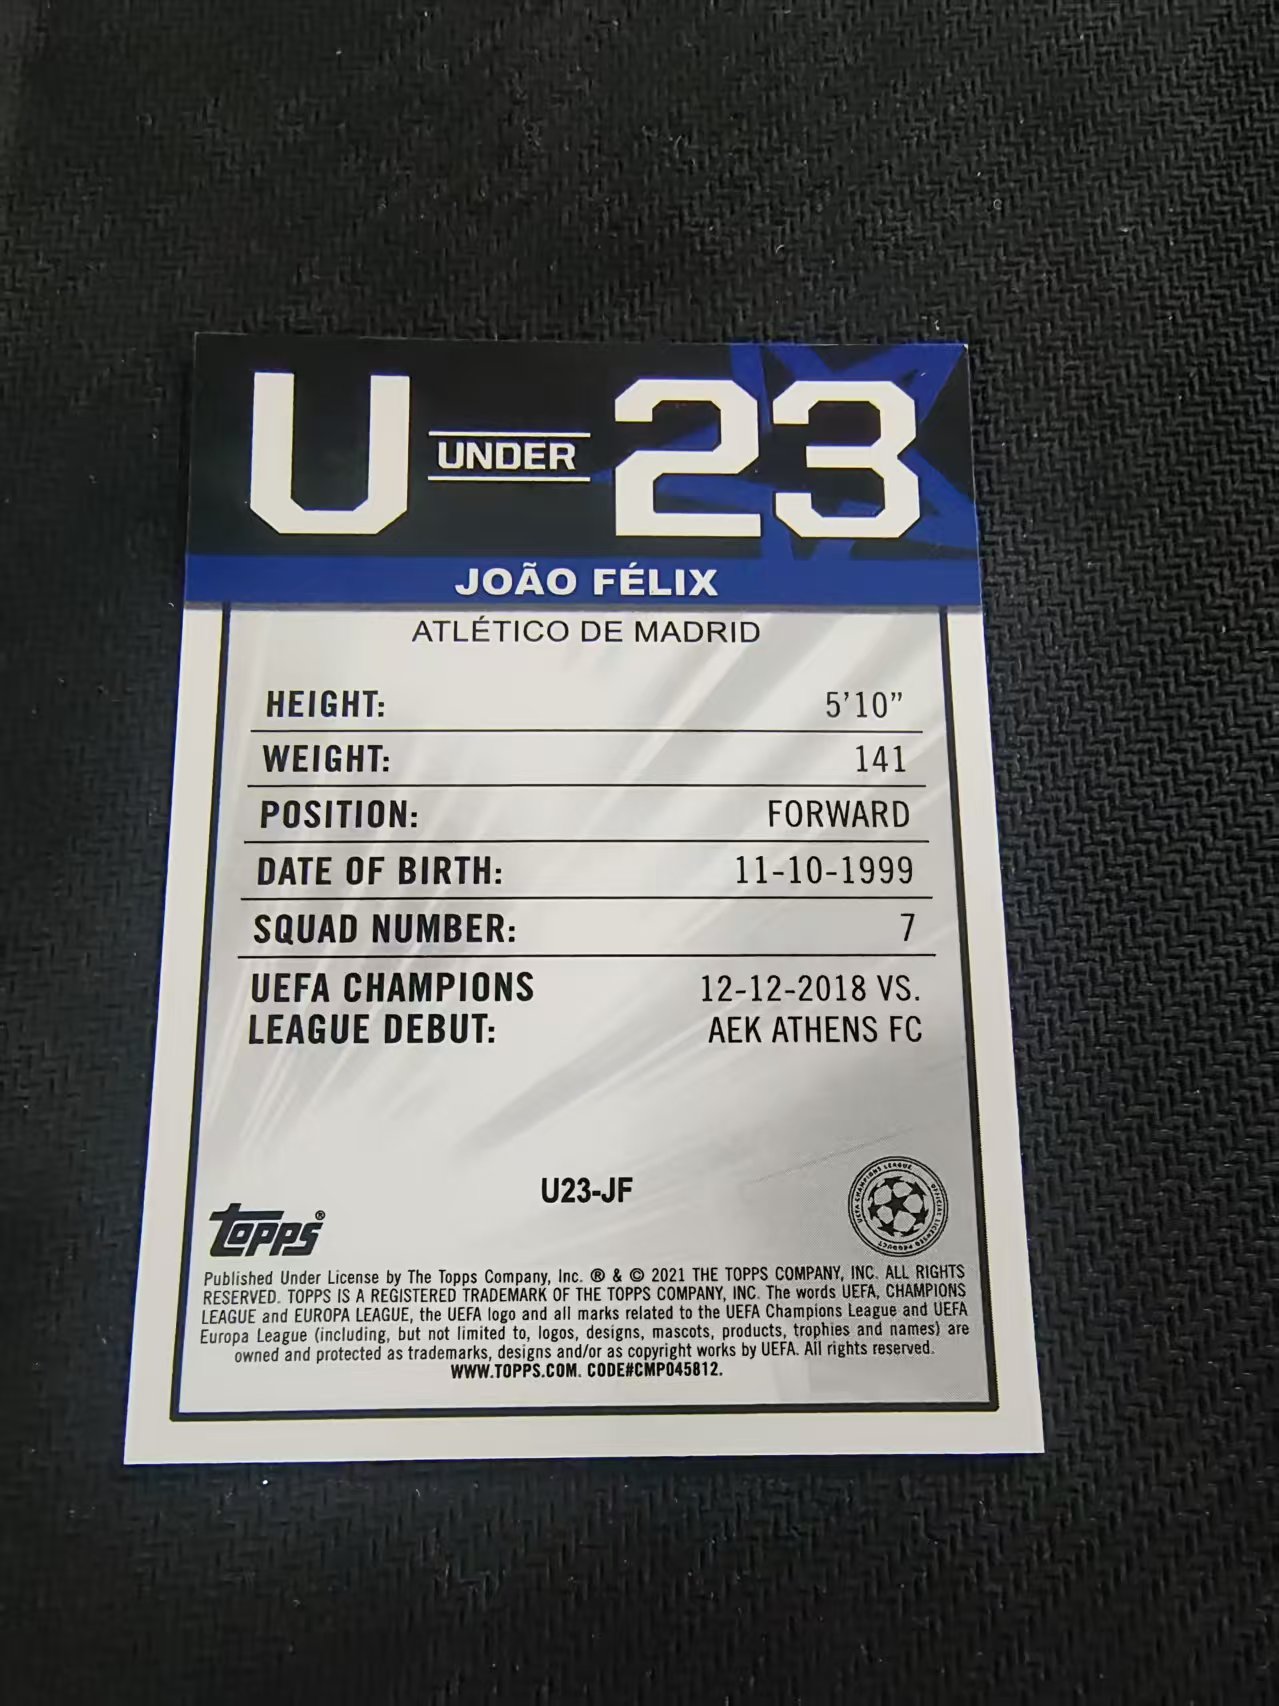 U UNDER 23
JOÃO FÉLIX
ATLÉTICO DE MADRID
HEIGHT: 5'10"
WEIGHT: 141
POSITION: FORWARD
DATE OF BIRTH: 11-10-1999
SQUAD NUMBER: 7
UEFA CHAMPIONS 12-12-2018 VS.
LEAGUE DEBUT: AEK ATHENS FC
U23-JF
Topps®
UEFA CHAMPIONS LEAGUE
OFFICIAL LICENSED PRODUCT
Published Under License by The Topps Company, Inc. ® & © 2021 THE TOPPS COMPANY, INC. ALL RIGHTS
RESERVED. TOPPS IS A REGISTERED TRADEMARK OF THE TOPPS COMPANY, INC. The words UEFA, CHAMPIONS
LEAGUE and EUROPA LEAGUE, the UEFA logo and all marks related to the UEFA Champions League and UEFA
Europa League (including, but not limited to, logos, designs, mascots, products, trophies and names) are
owned and protected as trademarks, designs and/or as copyright works by UEFA. All rights reserved.
WWW.TOPPS.COM. CODE#CMP045812.